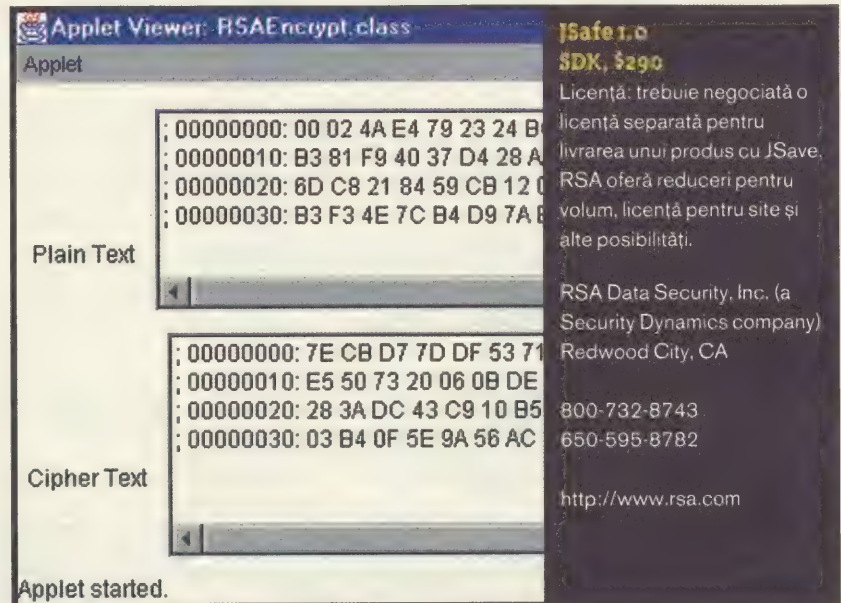 Applet Viewer: RSAEncrypt.class
Applet
Plain Text
; 00000000: 00 02 4A E4 79 23 24
; 00000010: B3 81 F9 40 37 D4 28
; 00000020: 6D C8 21 84 59 CB 12
; 00000030: B3 F3 4E 7C B4 D9 7A
Cipher Text
; 00000000: 7E CB D7 7D DF 53 71
; 00000010: E5 50 73 20 06 0B DE
; 00000020: 28 3A DC 43 C9 10 B5
; 00000030: 03 B4 0F 5E 9A 56 AC
Applet started.
JSafe 1.0
SDK, $290
Licență: trebuie negociată o
licență separată pentru
livrarea unui produs cu JSave.
RSA oferă reduceri pentru
volum, licență pentru site și
alte posibilități.
RSA Data Security, Inc. (a
Security Dynamics company)
Redwood City, CA
800-732-8743
650-595-8782
http://www.rsa.com